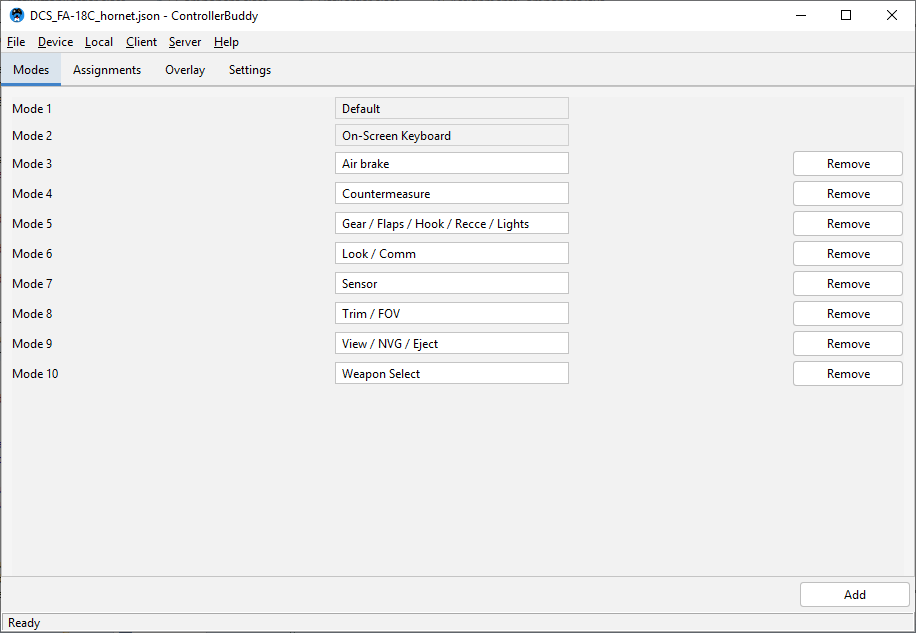 DCS_FA-18C_hornet.json - ControllerBuddy
File Device Local Client Server Help
Modes Assignments Overlay Settings
Mode 1 Default
Mode 2 On-Screen Keyboard
Mode 3 Air brake Remove
Mode 4 Countermeasure Remove
Mode 5 Gear / Flaps / Hook / Recce / Lights Remove
Mode 6 Look / Comm Remove
Mode 7 Sensor Remove
Mode 8 Trim / FOV Remove
Mode 9 View / NVG / Eject Remove
Mode 10 Weapon Select Remove
Add
Ready